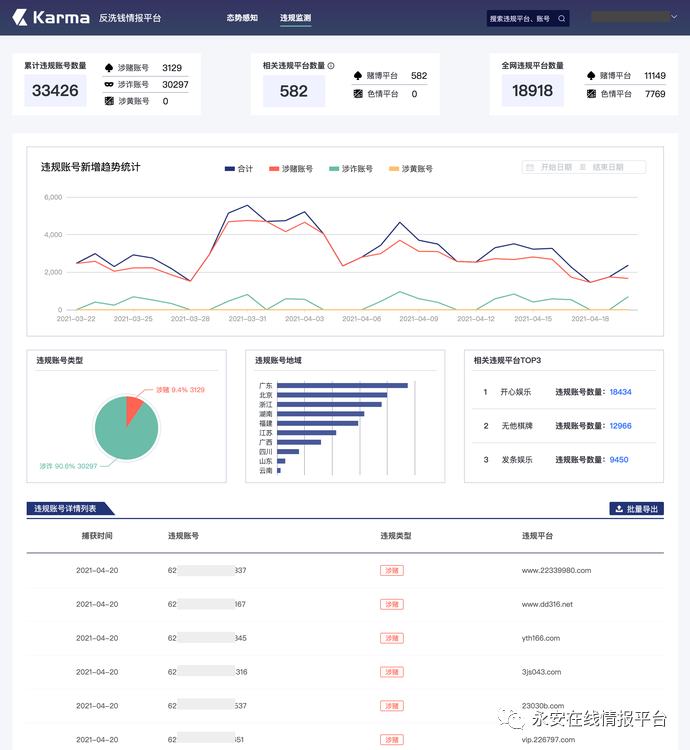 Karma 反洗钱情报平台 态势感知 违规监测 搜索违规平台、账号
累计违规账号数量
33426
涉赌账号 3129
涉诈账号 30297
涉黄账号 0
相关违规平台数量
582
赌博平台 582
色情平台 0
全网违规平台数量
18918
赌博平台 11149
色情平台 7769
违规账号新增趋势统计
合计 涉赌账号 涉诈账号 涉黄账号
开始日期 至 结束日期
6,000
4,000
2,000
0
2021-03-22 2021-03-25 2021-03-28 2021-03-31 2021-04-03 2021-04-06 2021-04-09 2021-04-12 2021-04-15 2021-04-18
违规账号类型
涉赌 9.4% 3129
涉诈 90.6% 30297
违规账号地域
广东
北京
浙江
湖南
福建
江苏
广西
四川
山东
云南
相关违规平台TOP3
1 开心娱乐 违规账号数量：18434
2 无他棋牌 违规账号数量：12966
3 发条娱乐 违规账号数量：9450
违规账号详情列表
批量导出
捕获时间 违规账号 违规类型 违规平台
2021-04-20 62 337 涉赌 www.22339980.com
2021-04-20 62 167 涉赌 www.dd316.net
2021-04-20 62 345 涉赌 yth166.com
2021-04-20 62 316 涉赌 3js043.com
2021-04-20 62 537 涉赌 23030b.com
2021-04-20 62 351 涉赌 vip.226797.com
永安在线情报平台